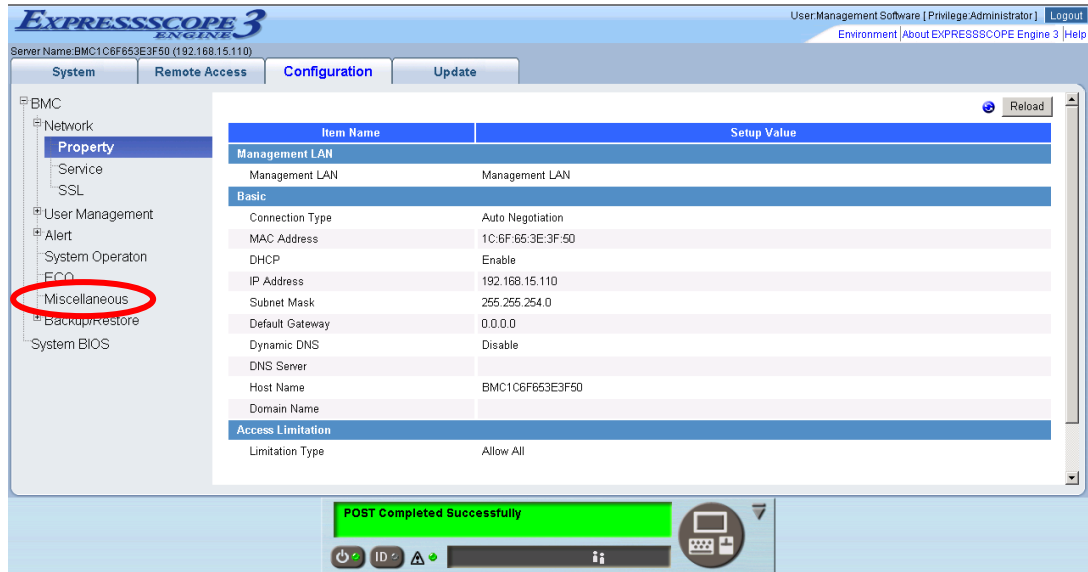 EXPRESSSCOPE 3
ENGINE
User:Management Software [ Privilege:Administrator ] Logout
Environment |About EXPRESSSCOPE Engine 3 |Help
Server Name:BMC1C6F653E3F50 (192.168.15.110)
System Remote Access Configuration Update
BMC
Network
Property
Service
SSL
User Management
Alert
System Operaton
ECO
Miscellaneous
Backup/Restore
System BIOS
Reload
Item Name Setup Value
Management LAN
Management LAN Management LAN
Basic
Connection Type Auto Negotiation
MAC Address 1C:6F:65:3E:3F:50
DHCP Enable
IP Address 192.168.15.110
Subnet Mask 255.255.254.0
Default Gateway 0.0.0.0
Dynamic DNS Disable
DNS Server
Host Name BMC1C6F653E3F50
Domain Name
Access Limitation
Limitation Type Allow All
POST Completed Successfully
ID